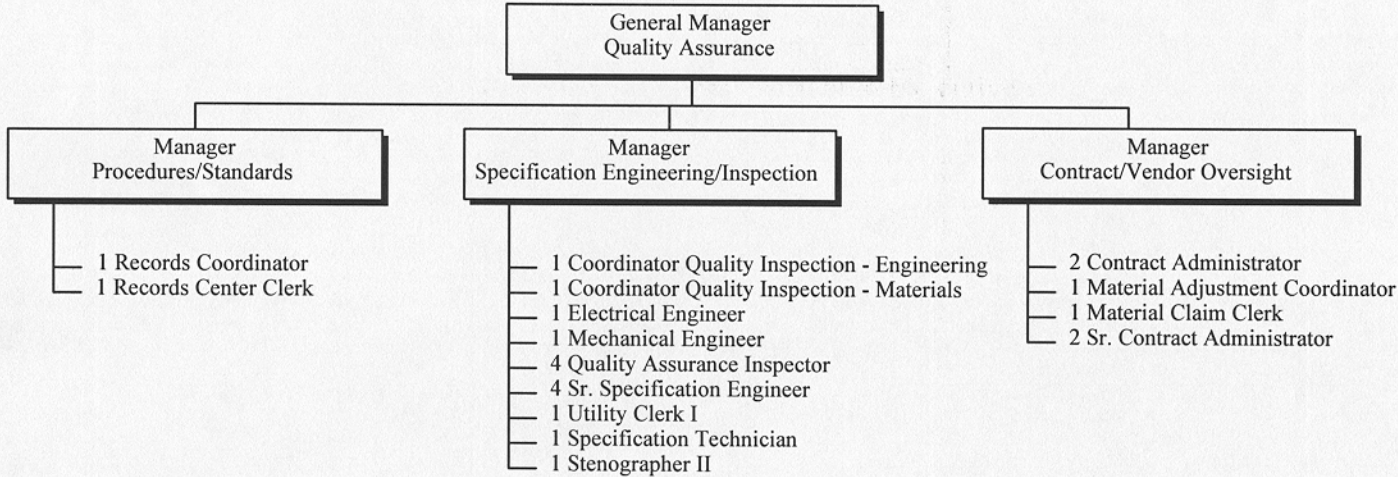 General Manager
Quality Assurance
Manager
Procedures/Standards
1 Records Coordinator
1 Records Center Clerk
Manager
Specification Engineering/Inspection
1 Coordinator Quality Inspection - Engineering
1 Coordinator Quality Inspection - Materials
1 Electrical Engineer
1 Mechanical Engineer
4 Quality Assurance Inspector
4 Sr. Specification Engineer
1 Utility Clerk I
1 Specification Technician
1 Stenographer II
Manager
Contract/Vendor Oversight
2 Contract Administrator
1 Material Adjustment Coordinator
1 Material Claim Clerk
2 Sr. Contract Administrator